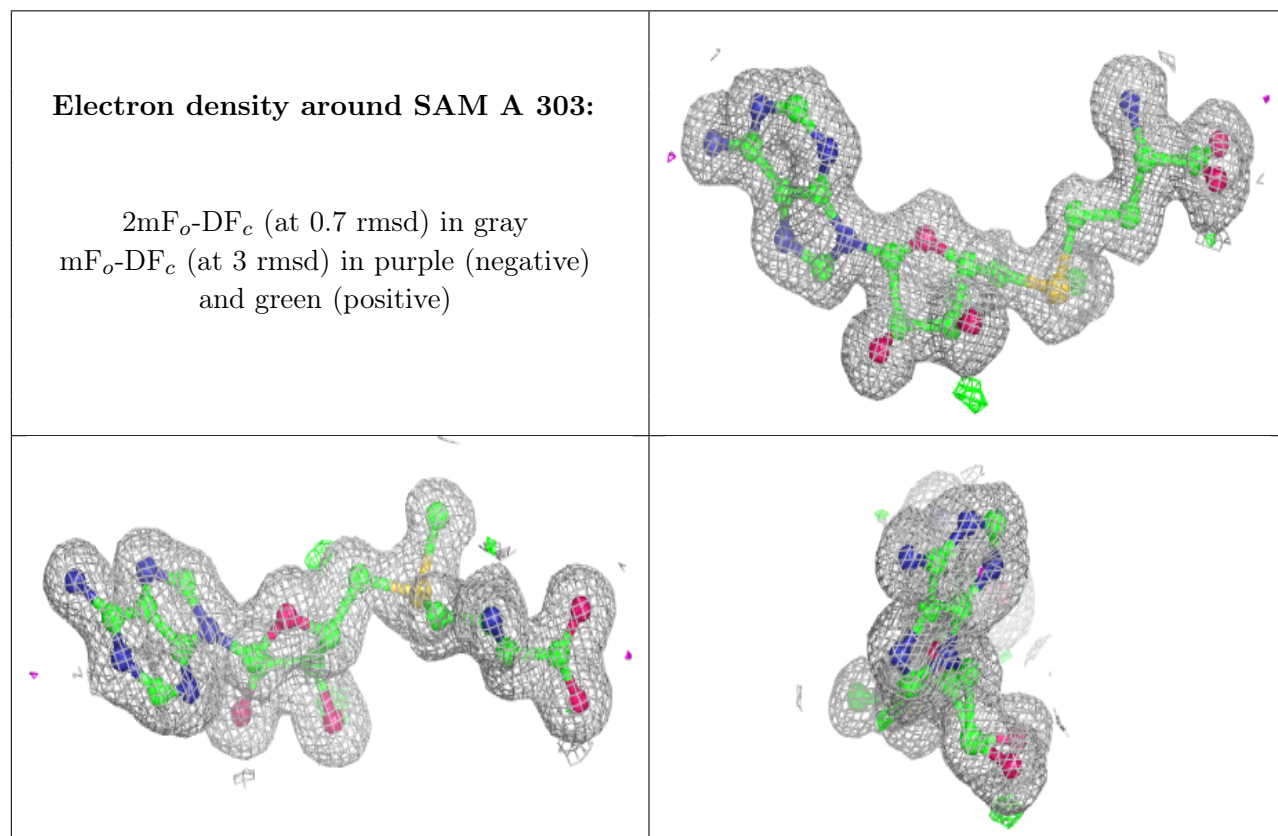 Electron density around SAM A 303:
2mFₒ-DF𝒸 (at 0.7 rmsd) in gray
mFₒ-DF𝒸 (at 3 rmsd) in purple (negative)
and green (positive)